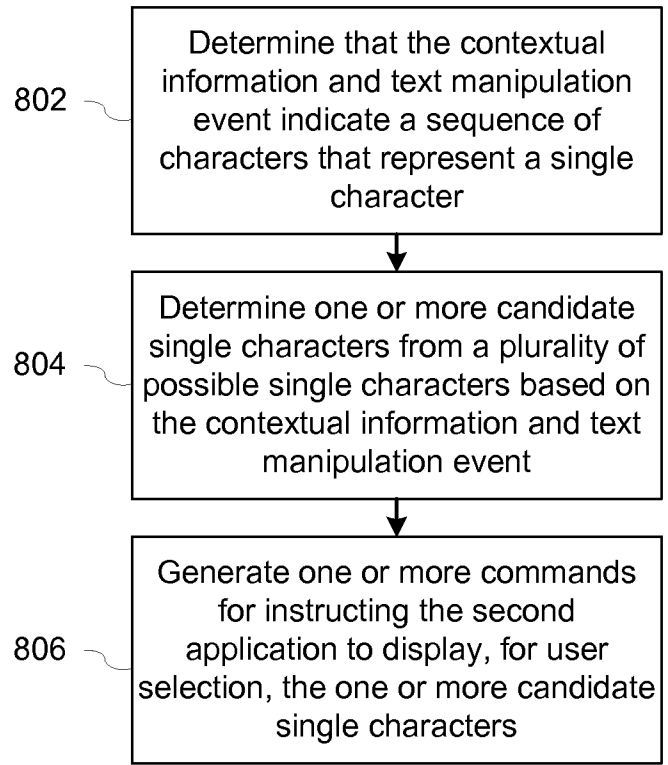 802
Determine that the contextual
information and text manipulation
event indicate a sequence of
characters that represent a single
character
804
Determine one or more candidate
single characters from a plurality of
possible single characters based on
the contextual information and text
manipulation event
806
Generate one or more commands
for instructing the second
application to display, for user
selection, the one or more candidate
single characters